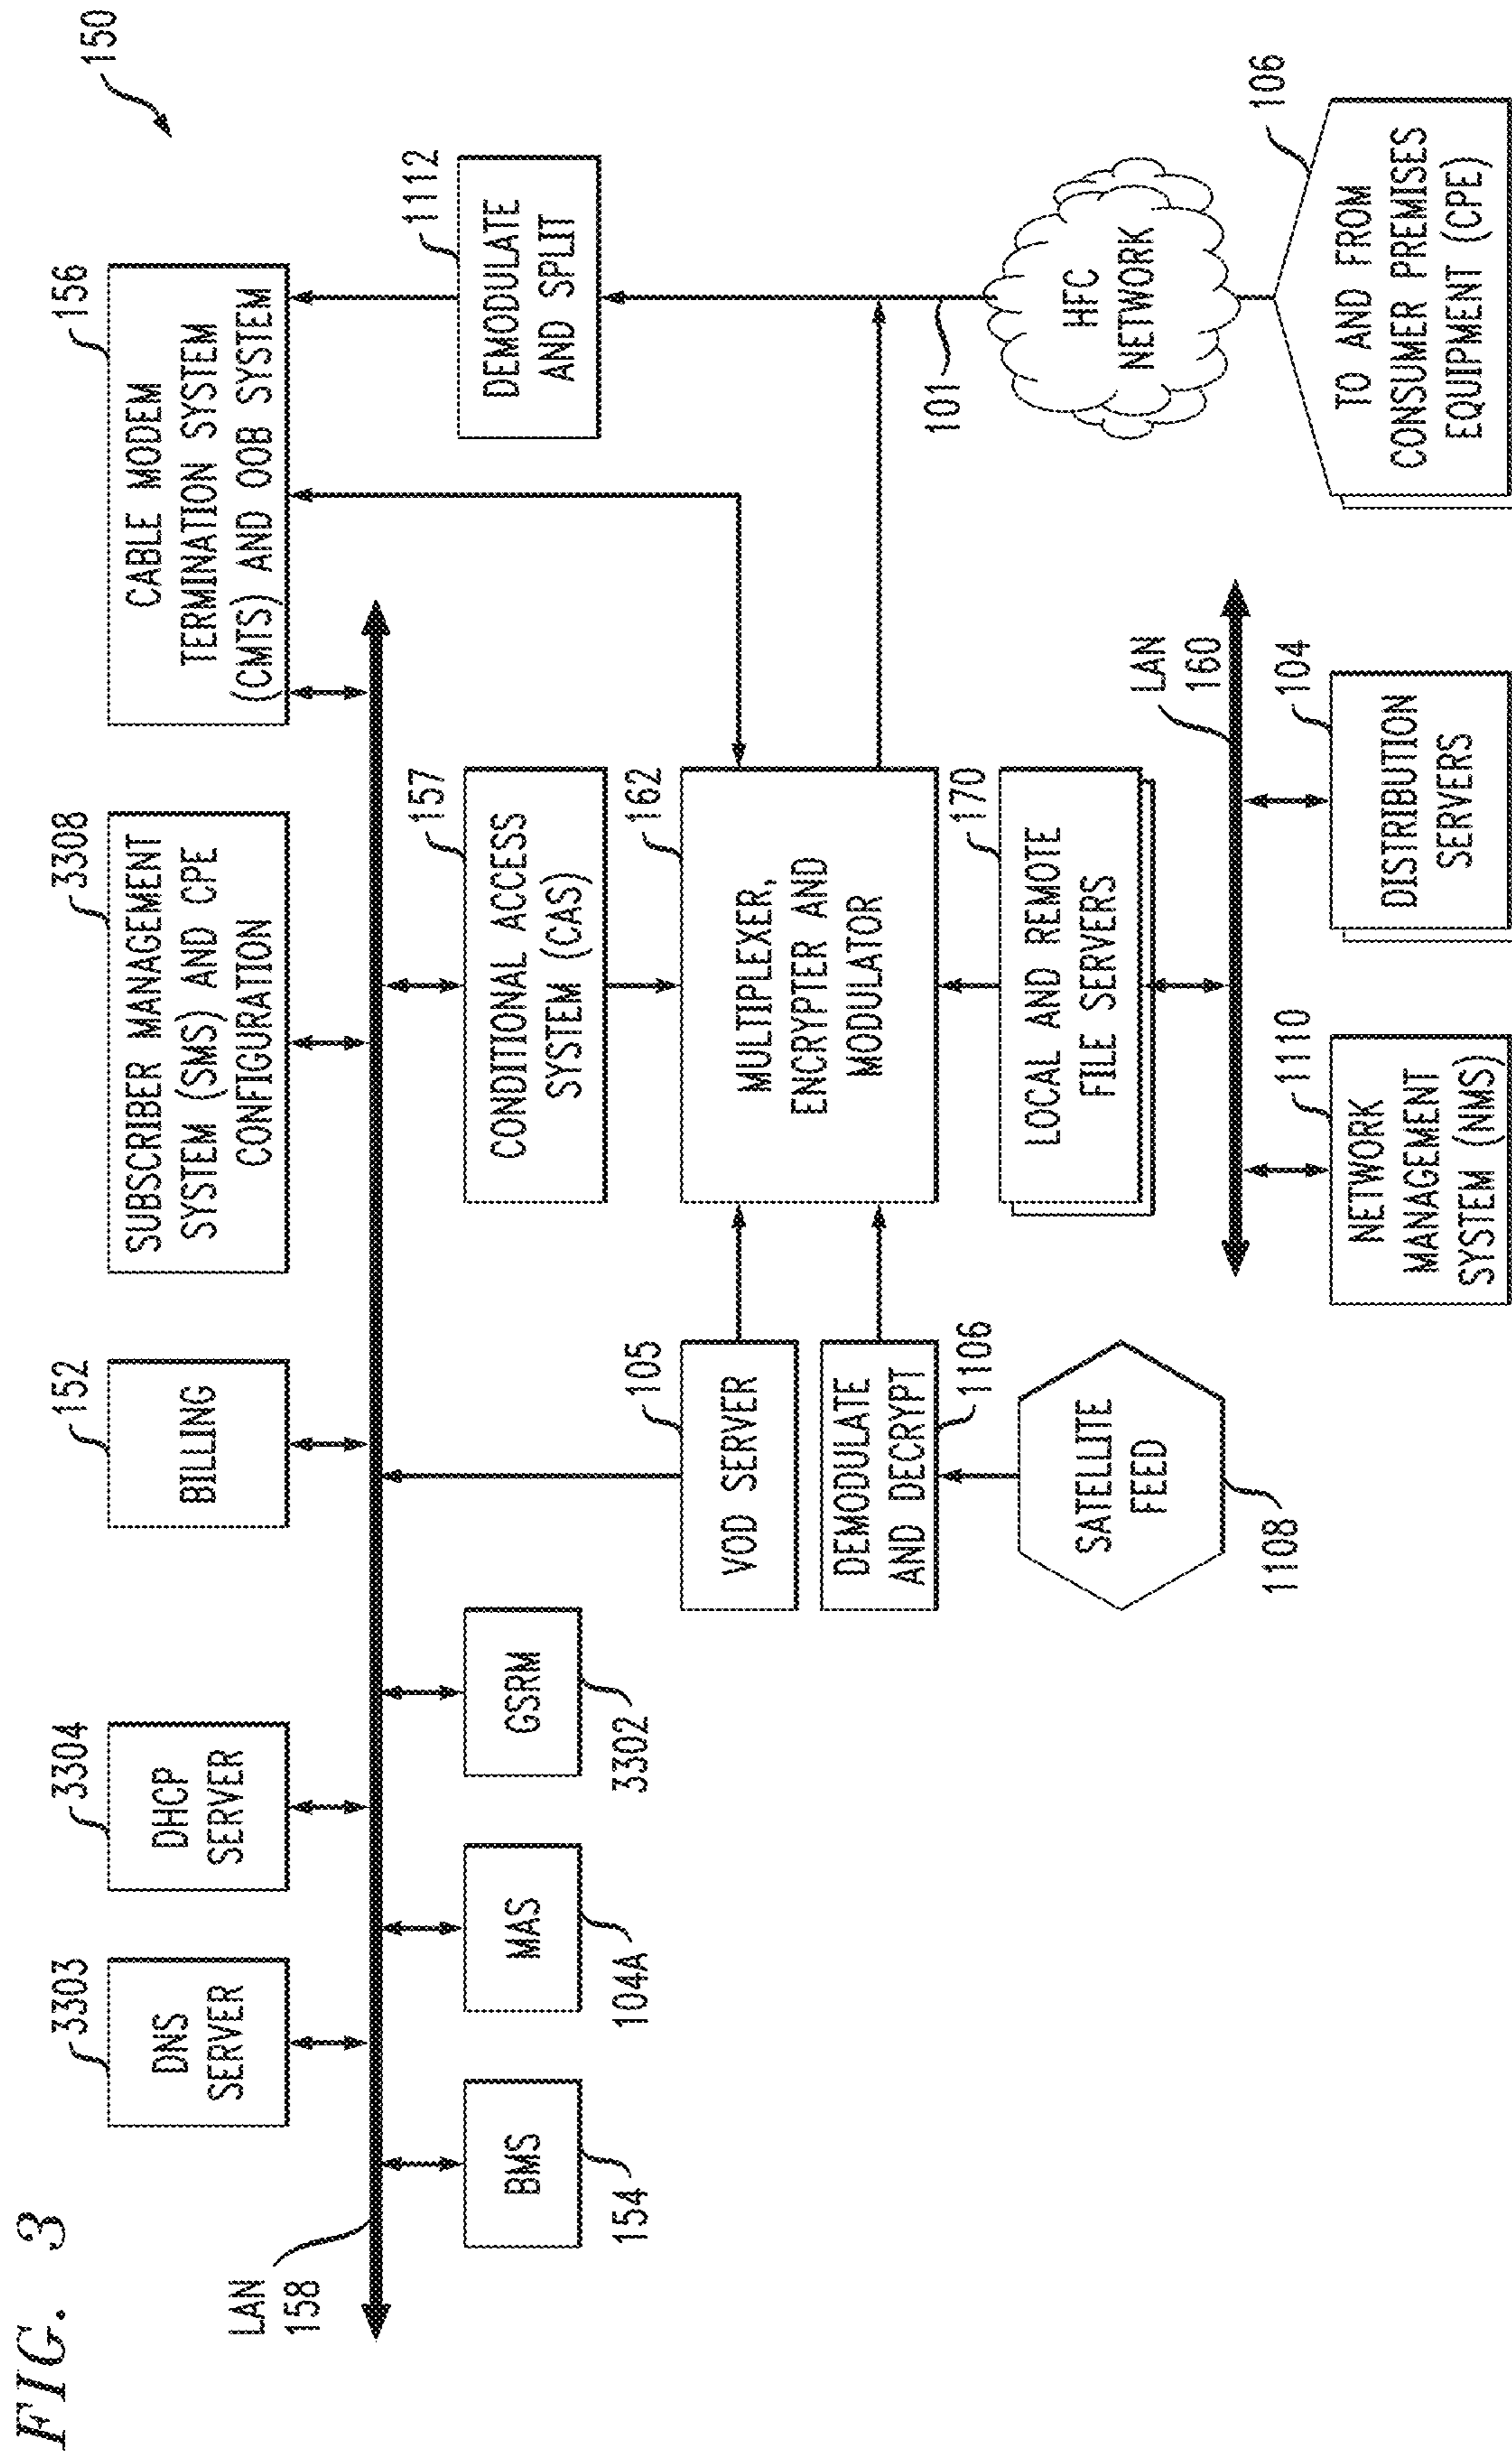 FIG. 3
150
3303
DNS
SERVER
3304
DHCP
SERVER
152
BILLING
3308
SUBSCRIBER MANAGEMENT
SYSTEM (SMS) AND CPE
CONFIGURATION
156
CABLE MODEM
TERMINATION SYSTEM
(CMTS) AND OOB SYSTEM
LAN
158
BMS
154
MAS
104A
GSRM
3302
157
CONDITIONAL ACCESS
SYSTEM (CAS)
1112
DEMODULATE
AND SPLIT
105
VOD SERVER
162
MULTIPLEXER,
ENCRYPTER AND
MODULATOR
DEMODULATE
AND DECRYPT
1106
101
SATELLITE
FEED
1108
170
LOCAL AND REMOTE
FILE SERVERS
HFC
NETWORK
LAN
160
1110
NETWORK
MANAGEMENT
SYSTEM (NMS)
104
DISTRIBUTION
SERVERS
106
TO AND FROM
CONSUMER PREMISES
EQUIPMENT (CPE)